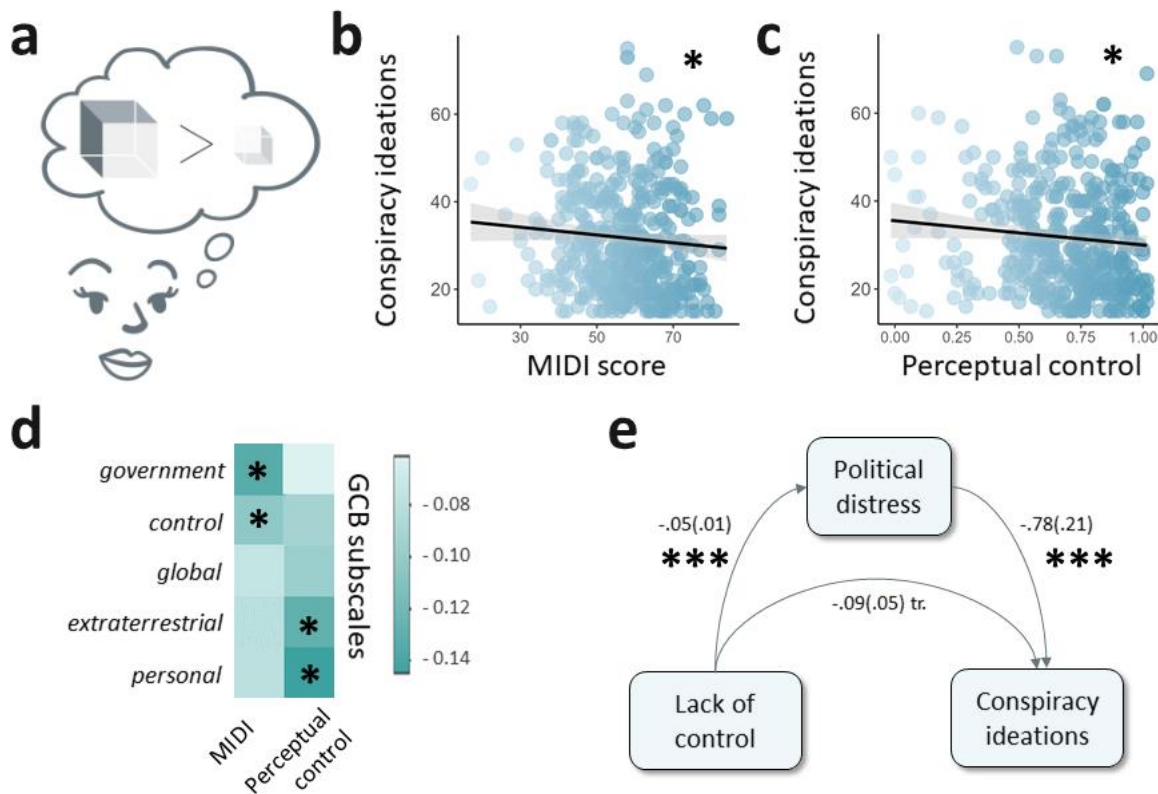 a
b
Conspiracy ideations
60
40
20
*
30
50
70
MIDI score
c
Conspiracy ideations
60
40
20
*
0.00
0.25
0.50
0.75
1.00
Perceptual control
d
government
control
global
extraterrestrial
personal
*
*
*
*
MIDI
Perceptual
control
GCB subscales
- 0.08
- 0.10
- 0.12
- 0.14
e
Political
distress
-.05(.01)
***
-.78(.21)
***
-.09(.05) tr.
Lack of
control
Conspiracy
ideations